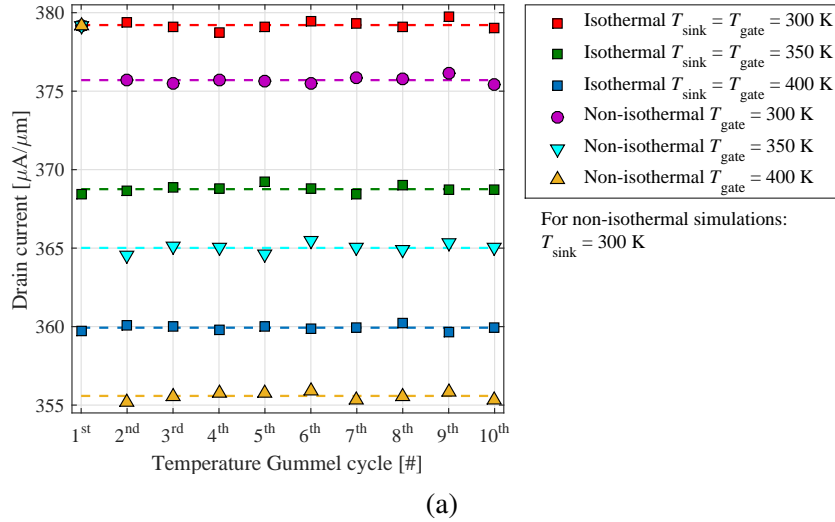 380
375
370
365
360
355
Drain current [μA/μm]
1st 2nd 3rd 4th 5th 6th 7th 8th 9th 10th
Temperature Gummel cycle [#]
Isothermal Tsink = Tgate = 300 K
Isothermal Tsink = Tgate = 350 K
Isothermal Tsink = Tgate = 400 K
Non-isothermal Tgate = 300 K
Non-isothermal Tgate = 350 K
Non-isothermal Tgate = 400 K
For non-isothermal simulations:
Tsink = 300 K
(a)